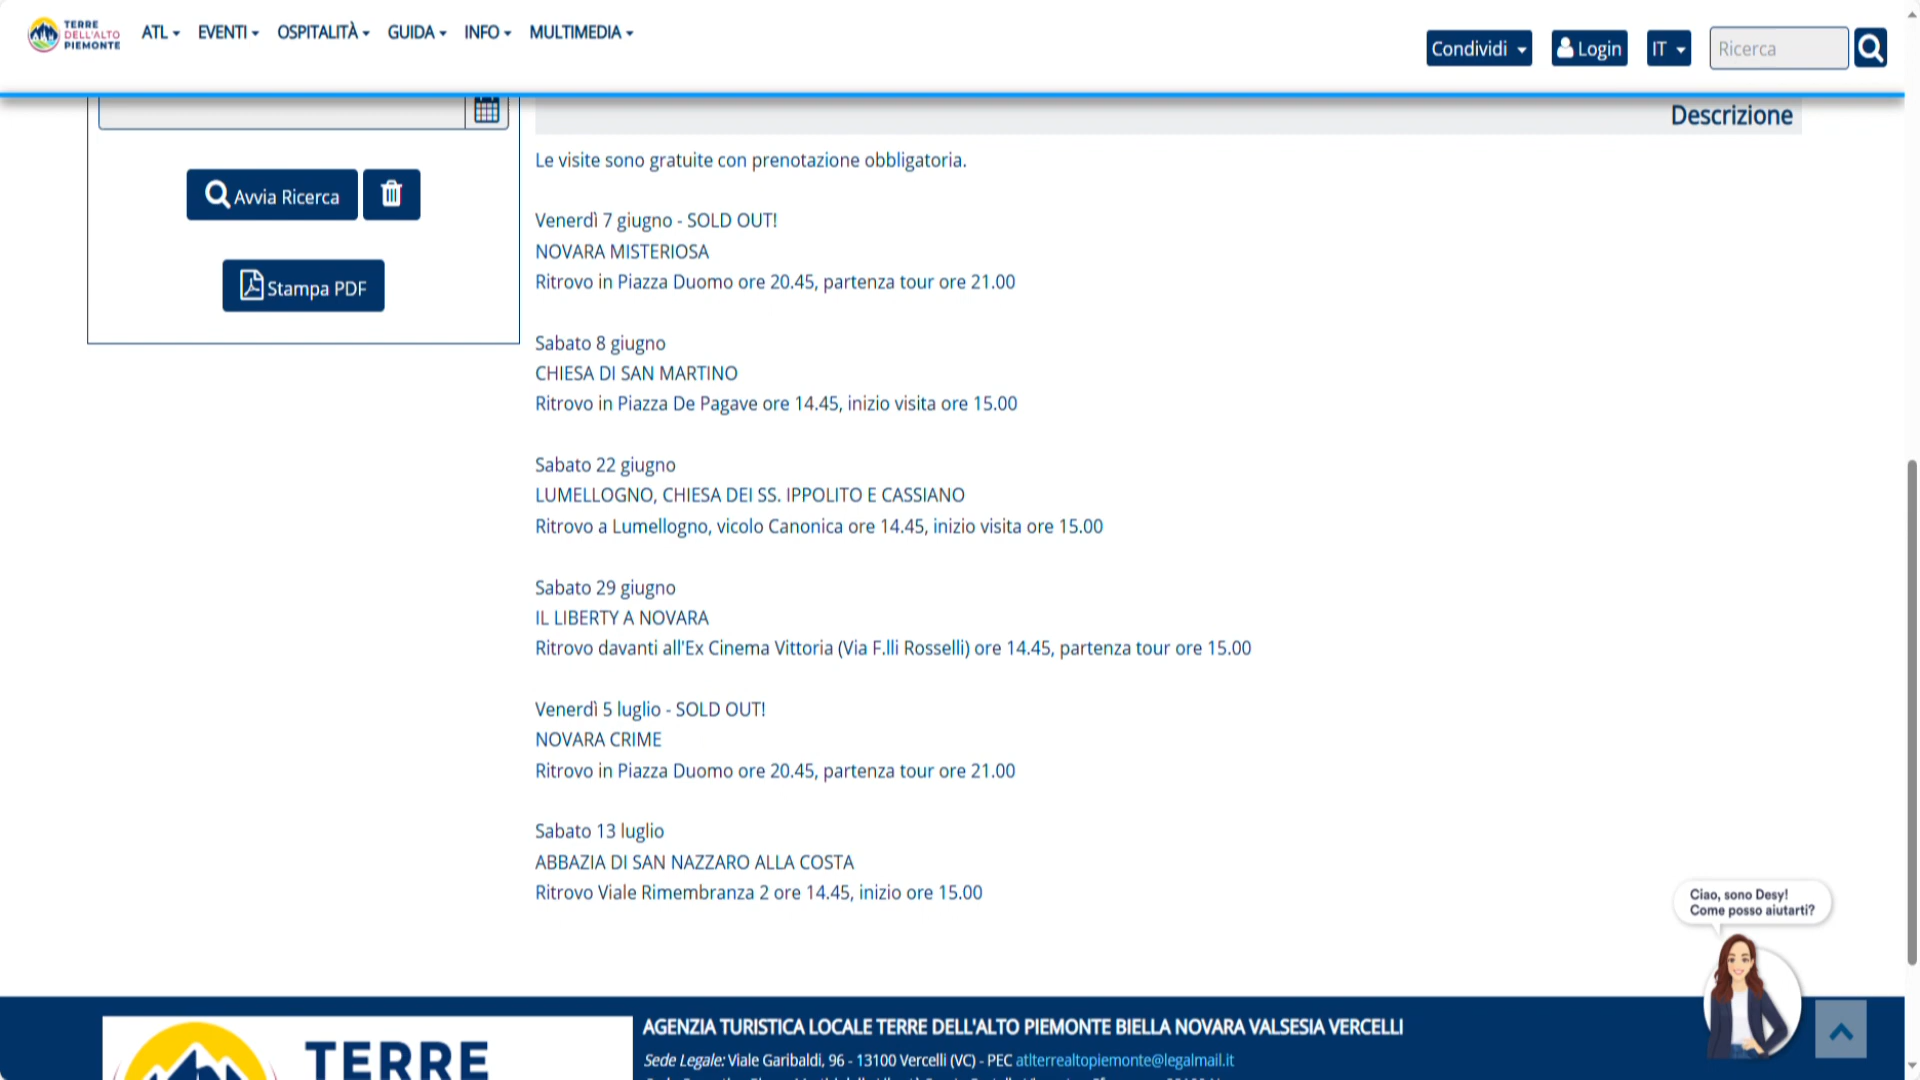 TERRE
DELL'ALTO
PIEMONTE
ATL
EVENTI
OSPITALITÀ
GUIDA
INFO
MULTIMEDIA
Condividi
Login
IT
Ricerca
Avvia Ricerca
Stampa PDF
Descrizione
Le visite sono gratuite con prenotazione obbligatoria.
Venerdì 7 giugno - SOLD OUT!
NOVARA MISTERIOSA
Ritrovo in Piazza Duomo ore 20.45, partenza tour ore 21.00
Sabato 8 giugno
CHIESA DI SAN MARTINO
Ritrovo in Piazza De Pagave ore 14.45, inizio visita ore 15.00
Sabato 22 giugno
LUMELLOGNO, CHIESA DEI SS. IPPOLITO E CASSIANO
Ritrovo a Lumellogno, vicolo Canonica ore 14.45, inizio visita ore 15.00
Sabato 29 giugno
IL LIBERTY A NOVARA
Ritrovo davanti all'Ex Cinema Vittoria (Via F.lli Rosselli) ore 14.45, partenza tour ore 15.00
Venerdì 5 luglio - SOLD OUT!
NOVARA CRIME
Ritrovo in Piazza Duomo ore 20.45, partenza tour ore 21.00
Sabato 13 luglio
ABBAZIA DI SAN NAZZARO ALLA COSTA
Ritrovo Viale Rimembranza 2 ore 14.45, inizio ore 15.00
Ciao, sono Desy!
Come posso aiutarti?
TERRE
AGENZIA TURISTICA LOCALE TERRE DELL'ALTO PIEMONTE BIELLA NOVARA VALSESIA VERCELLI
Sede Legale: Viale Garibaldi, 96 - 13100 Vercelli (VC) - PEC atlterrealtopiemonte@legalmail.it